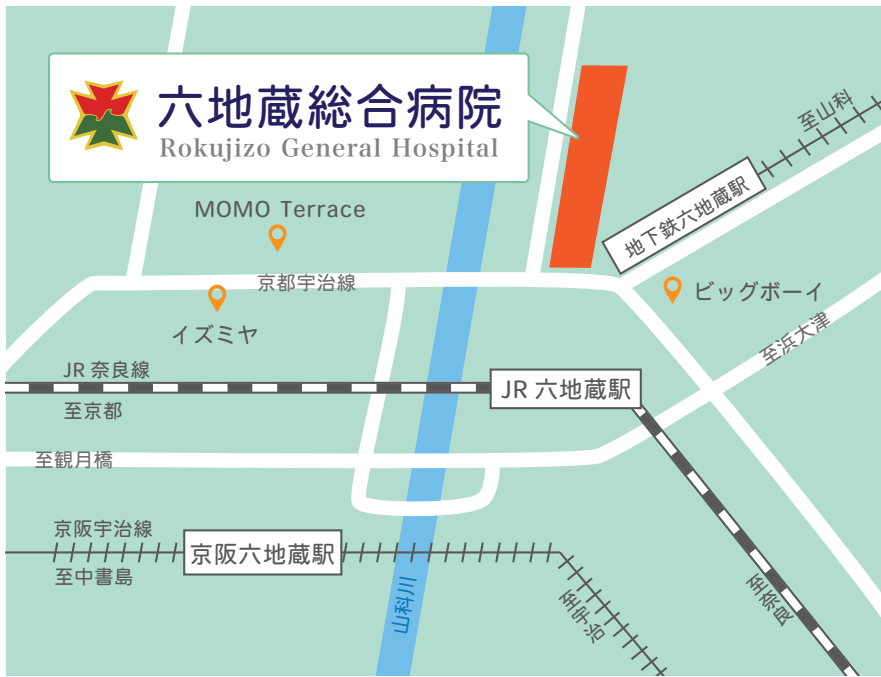 六地蔵総合病院
Rokujizo General Hospital
至山科
地下鉄六地蔵駅
MOMO Terrace
京都宇治線
ビッグボーイ
イズミヤ
至浜大津
JR 奈良線
JR 六地蔵駅
至京都
至観月橋
京阪宇治線
京阪六地蔵駅
至中書島
山科川
至宇治
至奈良